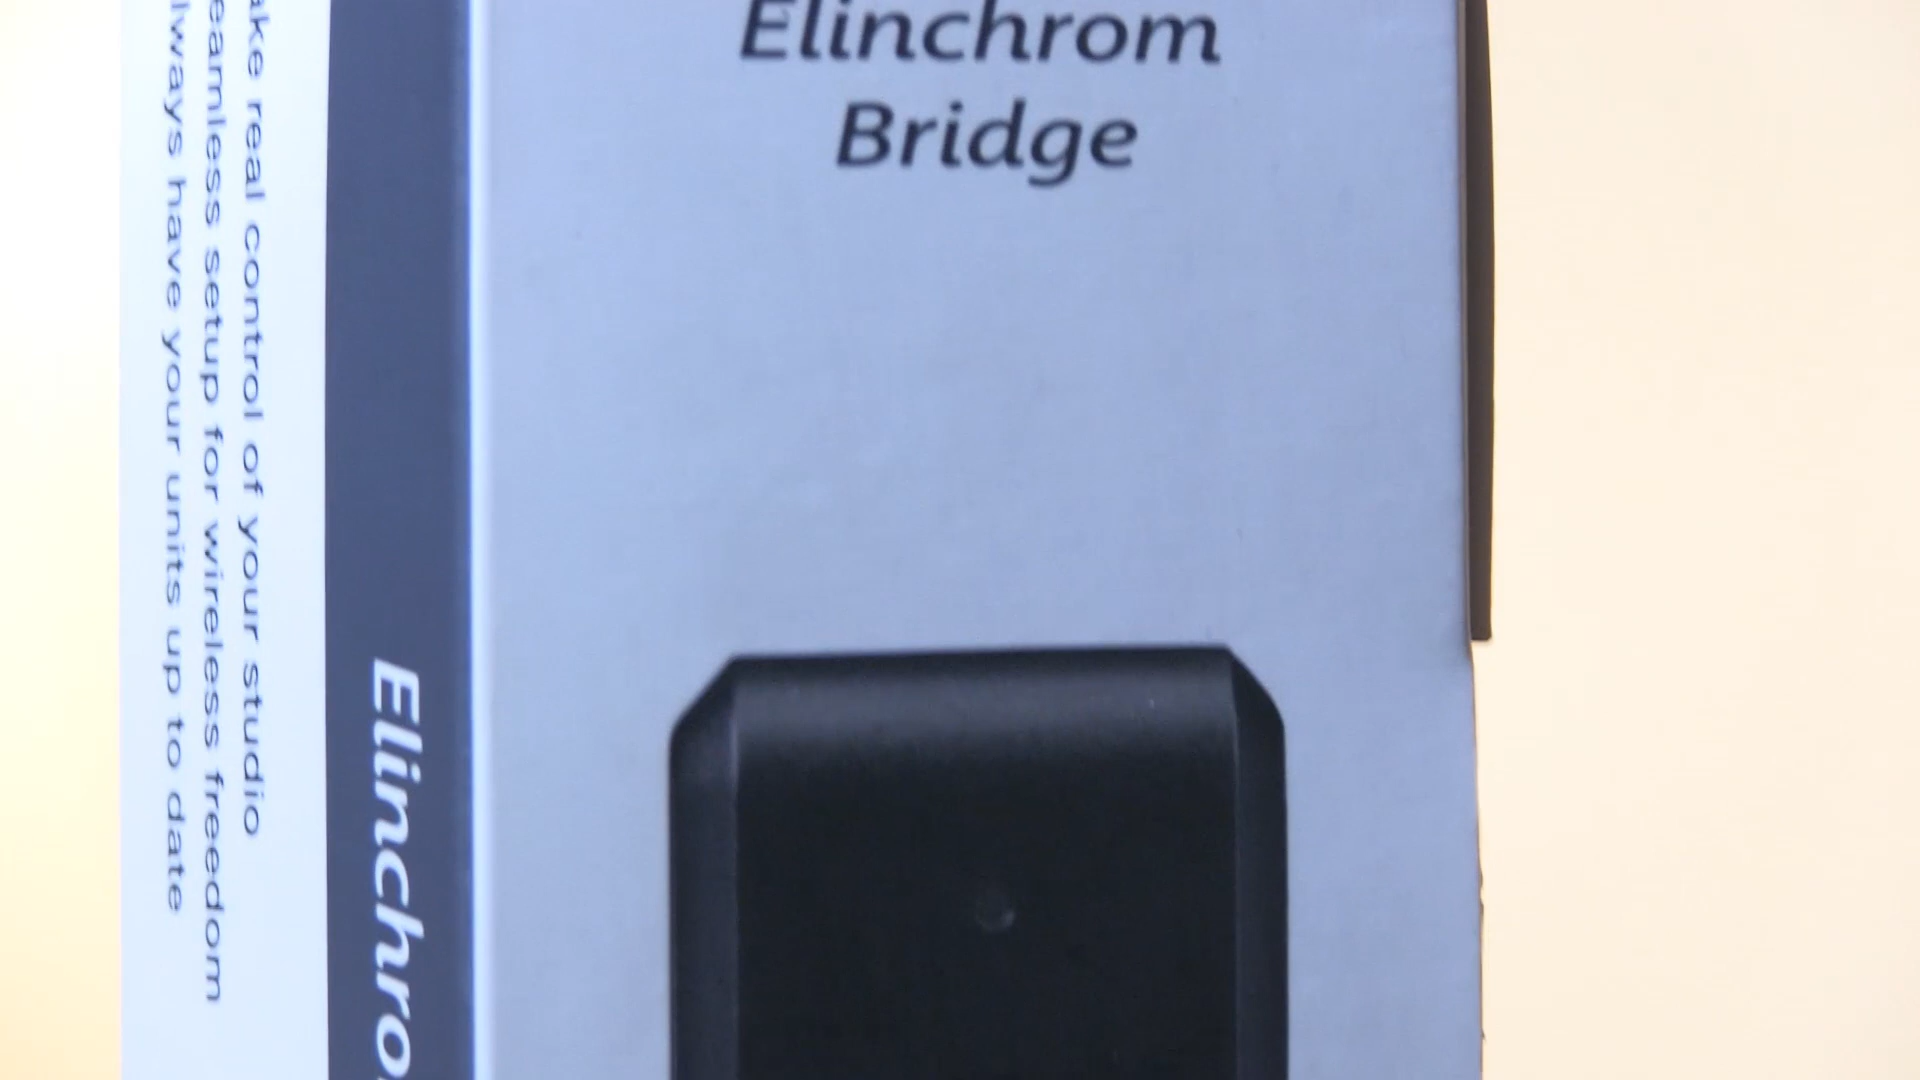 Elinchrom
Bridge
ake real control of your studio
eamless setup for wireless freedom
lways have your units up to date
Elinchro